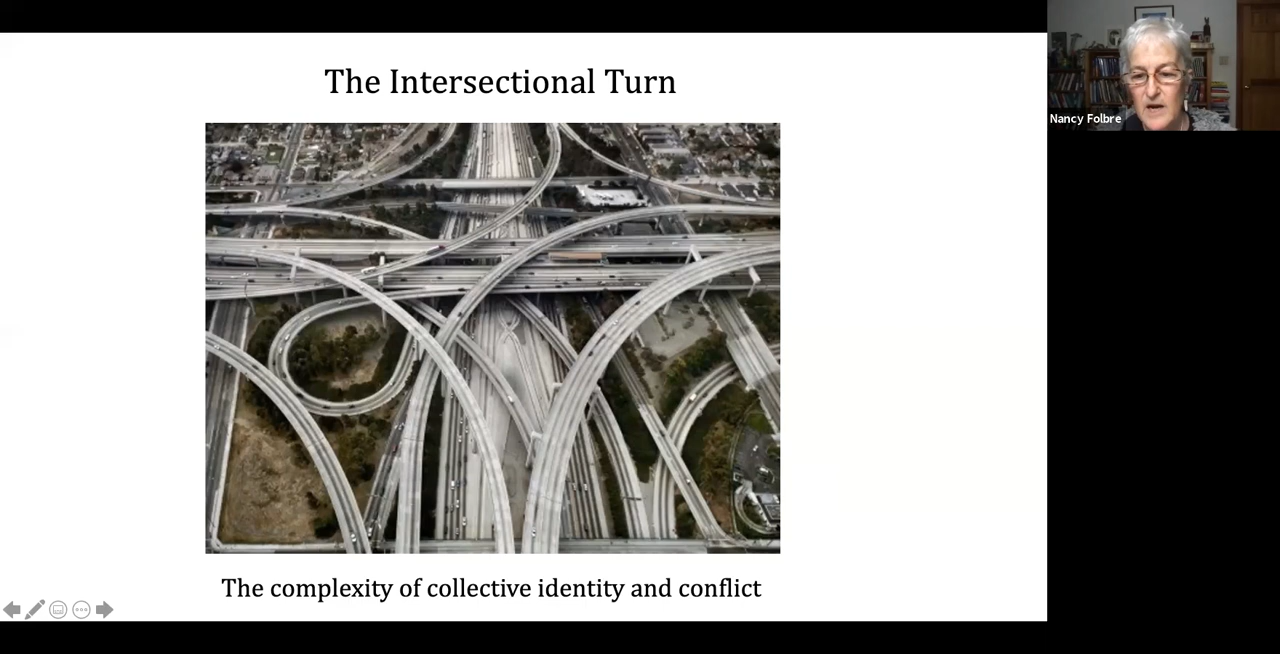 The Intersectional Turn
Nancy Folbre
The complexity of collective identity and conflict